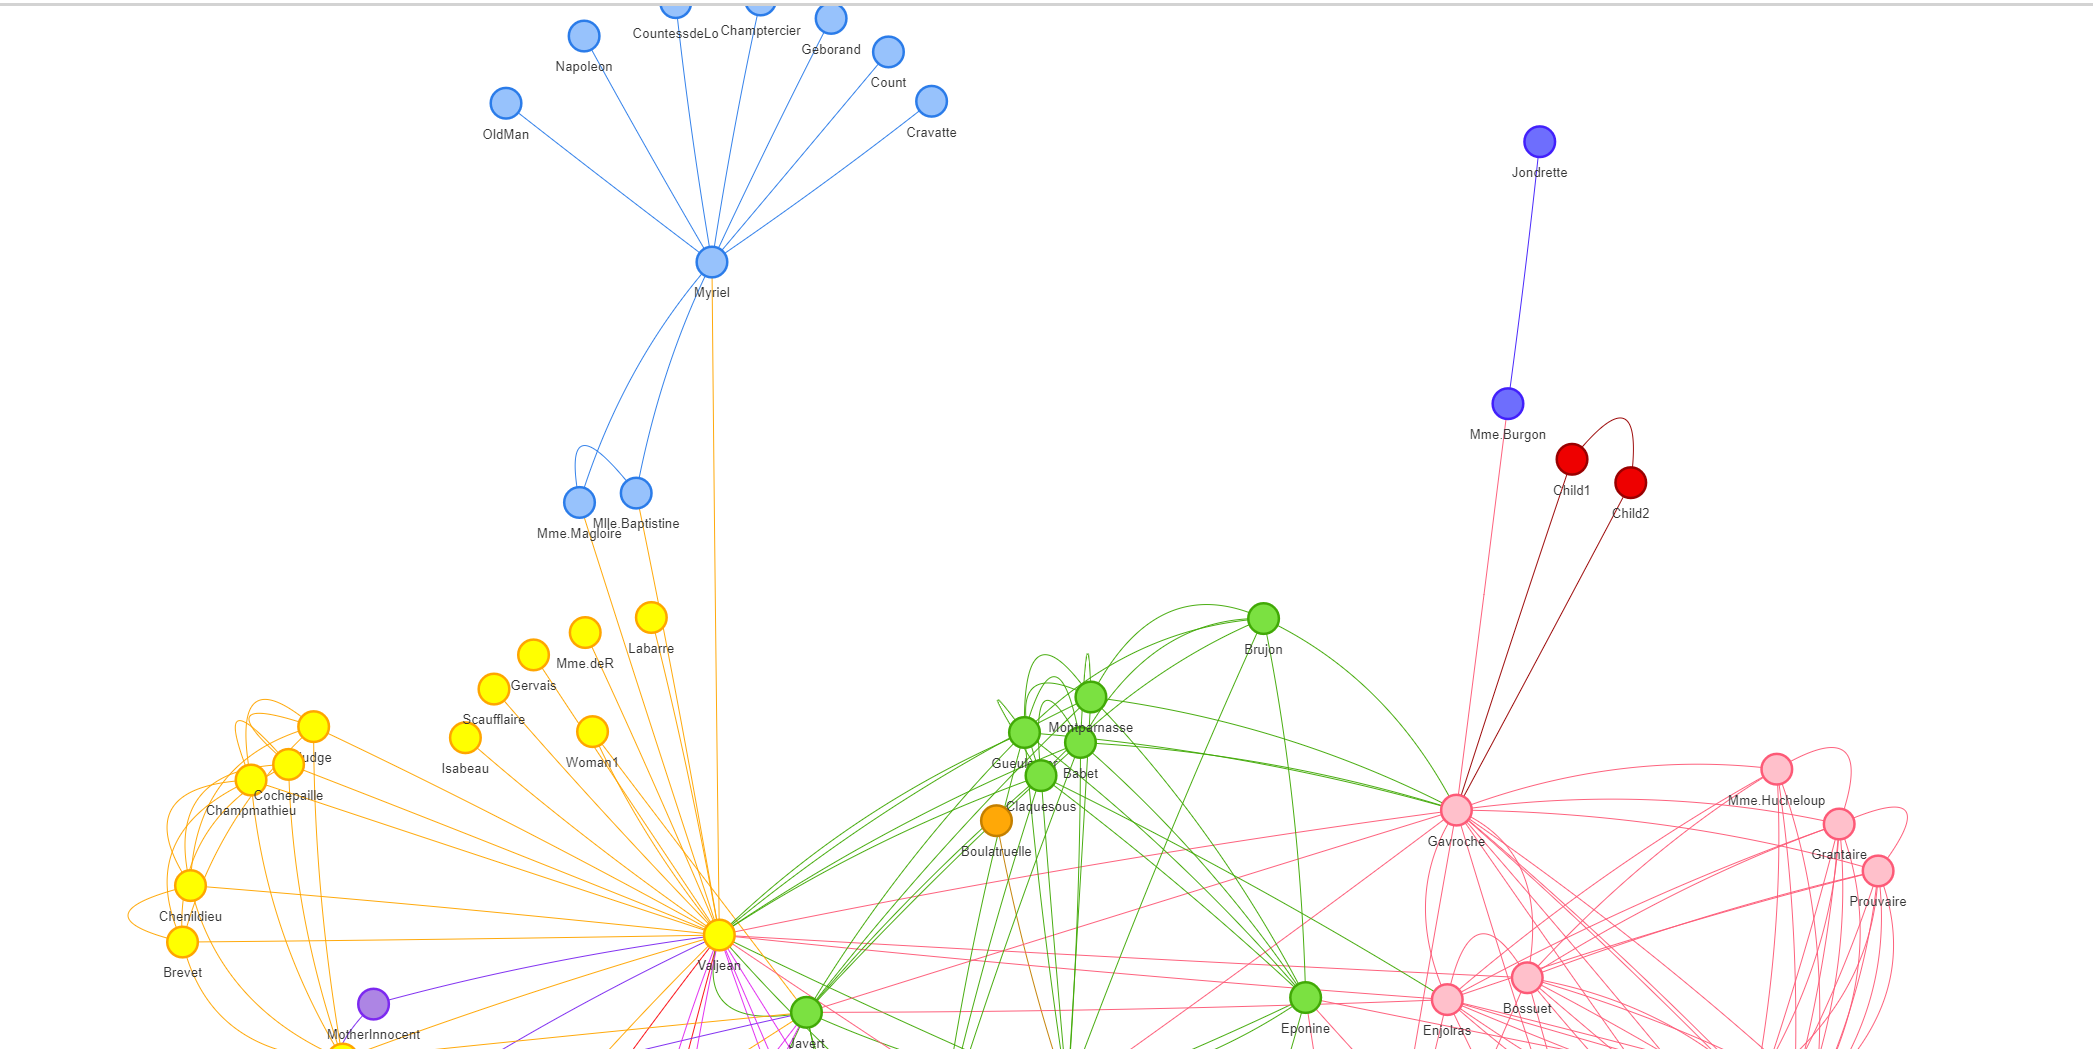 CountessdeLo
Champtercier
Geborand
Napoleon
Count
OldMan
Cravatte
Jondrette
Myriel
Mme.Burgon
Child1
Child2
Mlle.Baptistine
Mme.Magloire
Labarre
Brujon
Mme.deR
Gervais
Scaufflaire
Montparnasse
Woman1
Isabeau
Babet
Cochepaille
Champmathieu
Claquesous
Mme.Hucheloup
Gavroche
Boulatruelle
Grantaire
Prouvaire
Chenildieu
Valjean
Brevet
Bossuet
Eponine
Enjolras
MotherInnocent
Javert